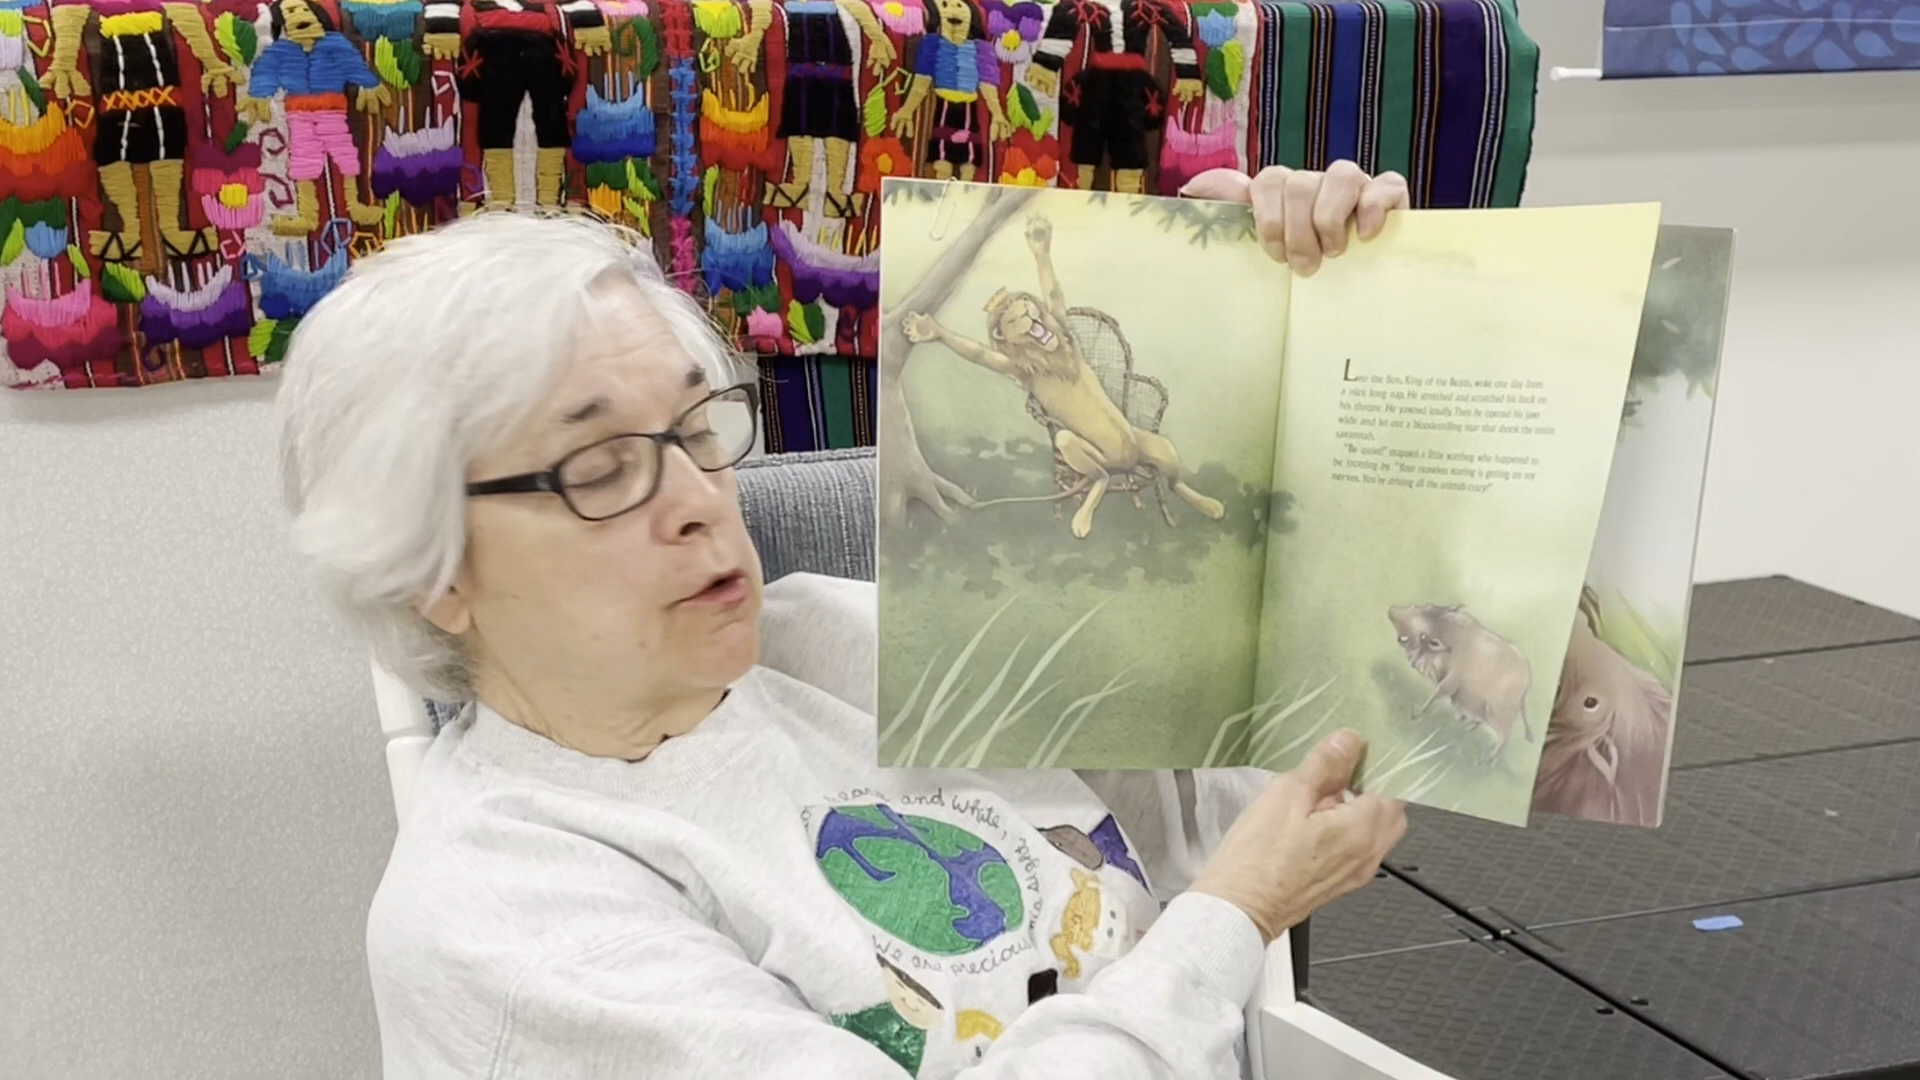 Leo the lion, King of the Beasts, woke one day from
a nice long nap. He stretched and scratched his back on
his throne. He yawned loudly. Then he opened his jaw
wide and let out a bloodcurdling roar that shook the entire
savannah.
"Be quiet!" snapped a little warthog who happened to
be trotting by. "Your ceaseless roaring is getting on my
nerves. You're driving all the animals crazy!"
and white,
We are precious